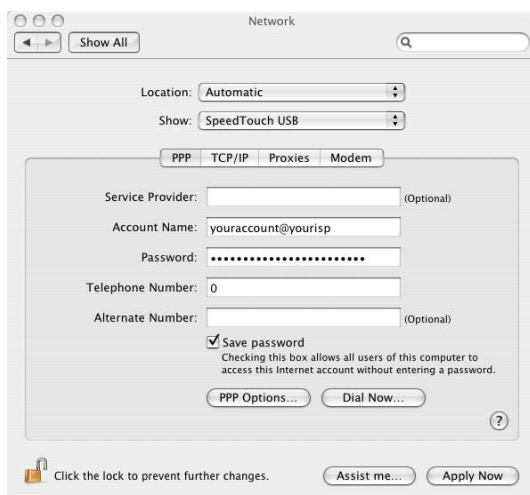 Network
Show All
Location: Automatic
Show: SpeedTouch USB
PPP TCP/IP Proxies Modem
Service Provider: (Optional)
Account Name: youraccount@yourisp
Password: ••••••••••••••••••••••••
Telephone Number: 0
Alternate Number: (Optional)
Save password
Checking this box allows all users of this computer to
access this Internet account without entering a password.
PPP Options... Dial Now...
?
Click the lock to prevent further changes. Assist me... Apply Now